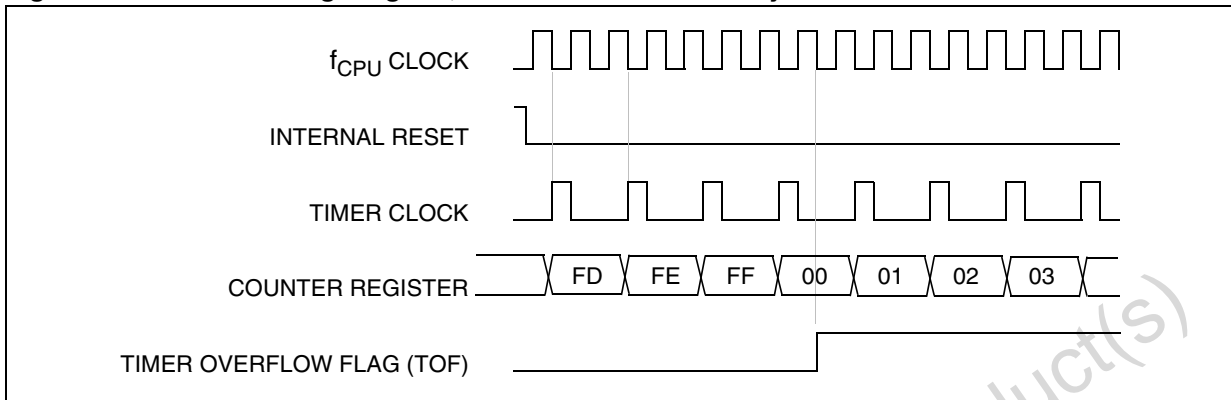 fCPU CLOCK
INTERNAL RESET
TIMER CLOCK
COUNTER REGISTER FD FE FF 00 01 02 03
TIMER OVERFLOW FLAG (TOF)
duct(s)